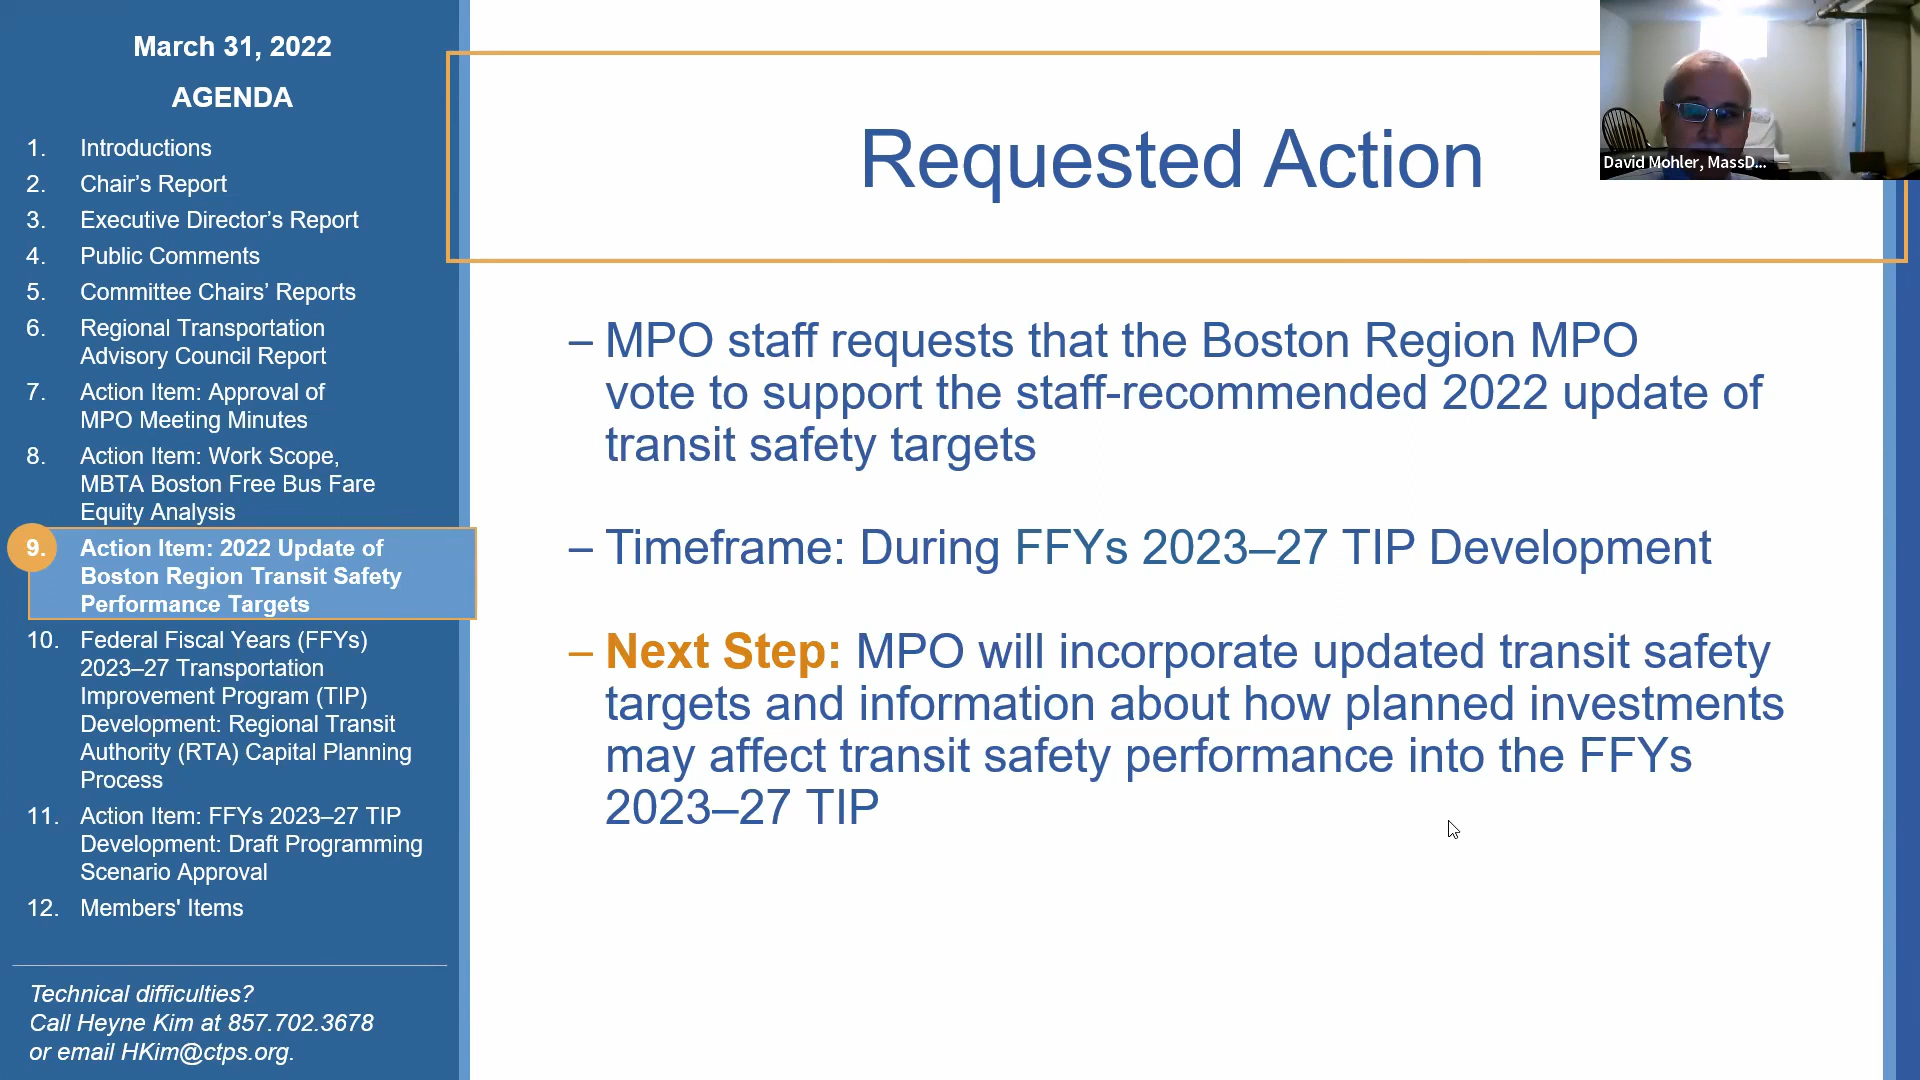 March 31, 2022
AGENDA
1. Introductions
2. Chair’s Report
3. Executive Director’s Report
4. Public Comments
5. Committee Chairs’ Reports
6. Regional Transportation
Advisory Council Report
7. Action Item: Approval of
MPO Meeting Minutes
8. Action Item: Work Scope,
MBTA Boston Free Bus Fare
Equity Analysis
9. Action Item: 2022 Update of
Boston Region Transit Safety
Performance Targets
10. Federal Fiscal Years (FFYs)
2023–27 Transportation
Improvement Program (TIP)
Development: Regional Transit
Authority (RTA) Capital Planning
Process
11. Action Item: FFYs 2023–27 TIP
Development: Draft Programming
Scenario Approval
12. Members' Items
Technical difficulties?
Call Heyne Kim at 857.702.3678
or email HKim@ctps.org.
Requested Action
– MPO staff requests that the Boston Region MPO
vote to support the staff-recommended 2022 update of
transit safety targets
– Timeframe: During FFYs 2023–27 TIP Development
– Next Step: MPO will incorporate updated transit safety
targets and information about how planned investments
may affect transit safety performance into the FFYs
2023–27 TIP
David Mohler, MassD...